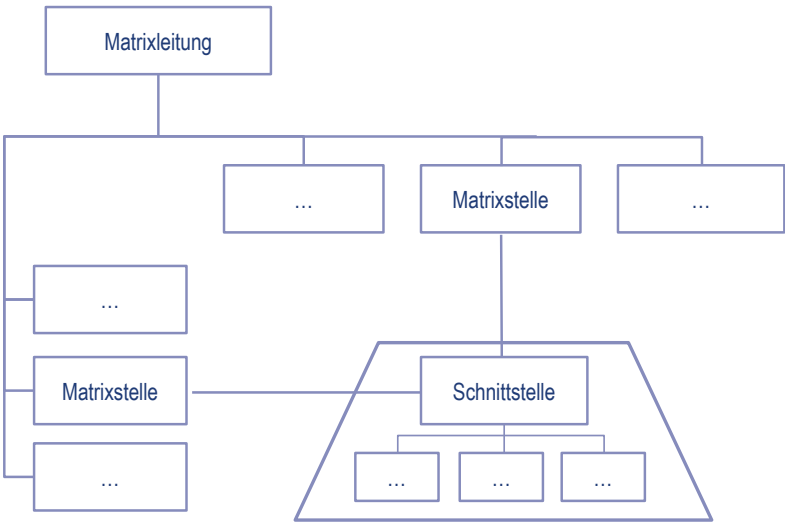 Matrixleitung
…
Matrixstelle
…
…
Matrixstelle
Schnittstelle
…
…
…
…